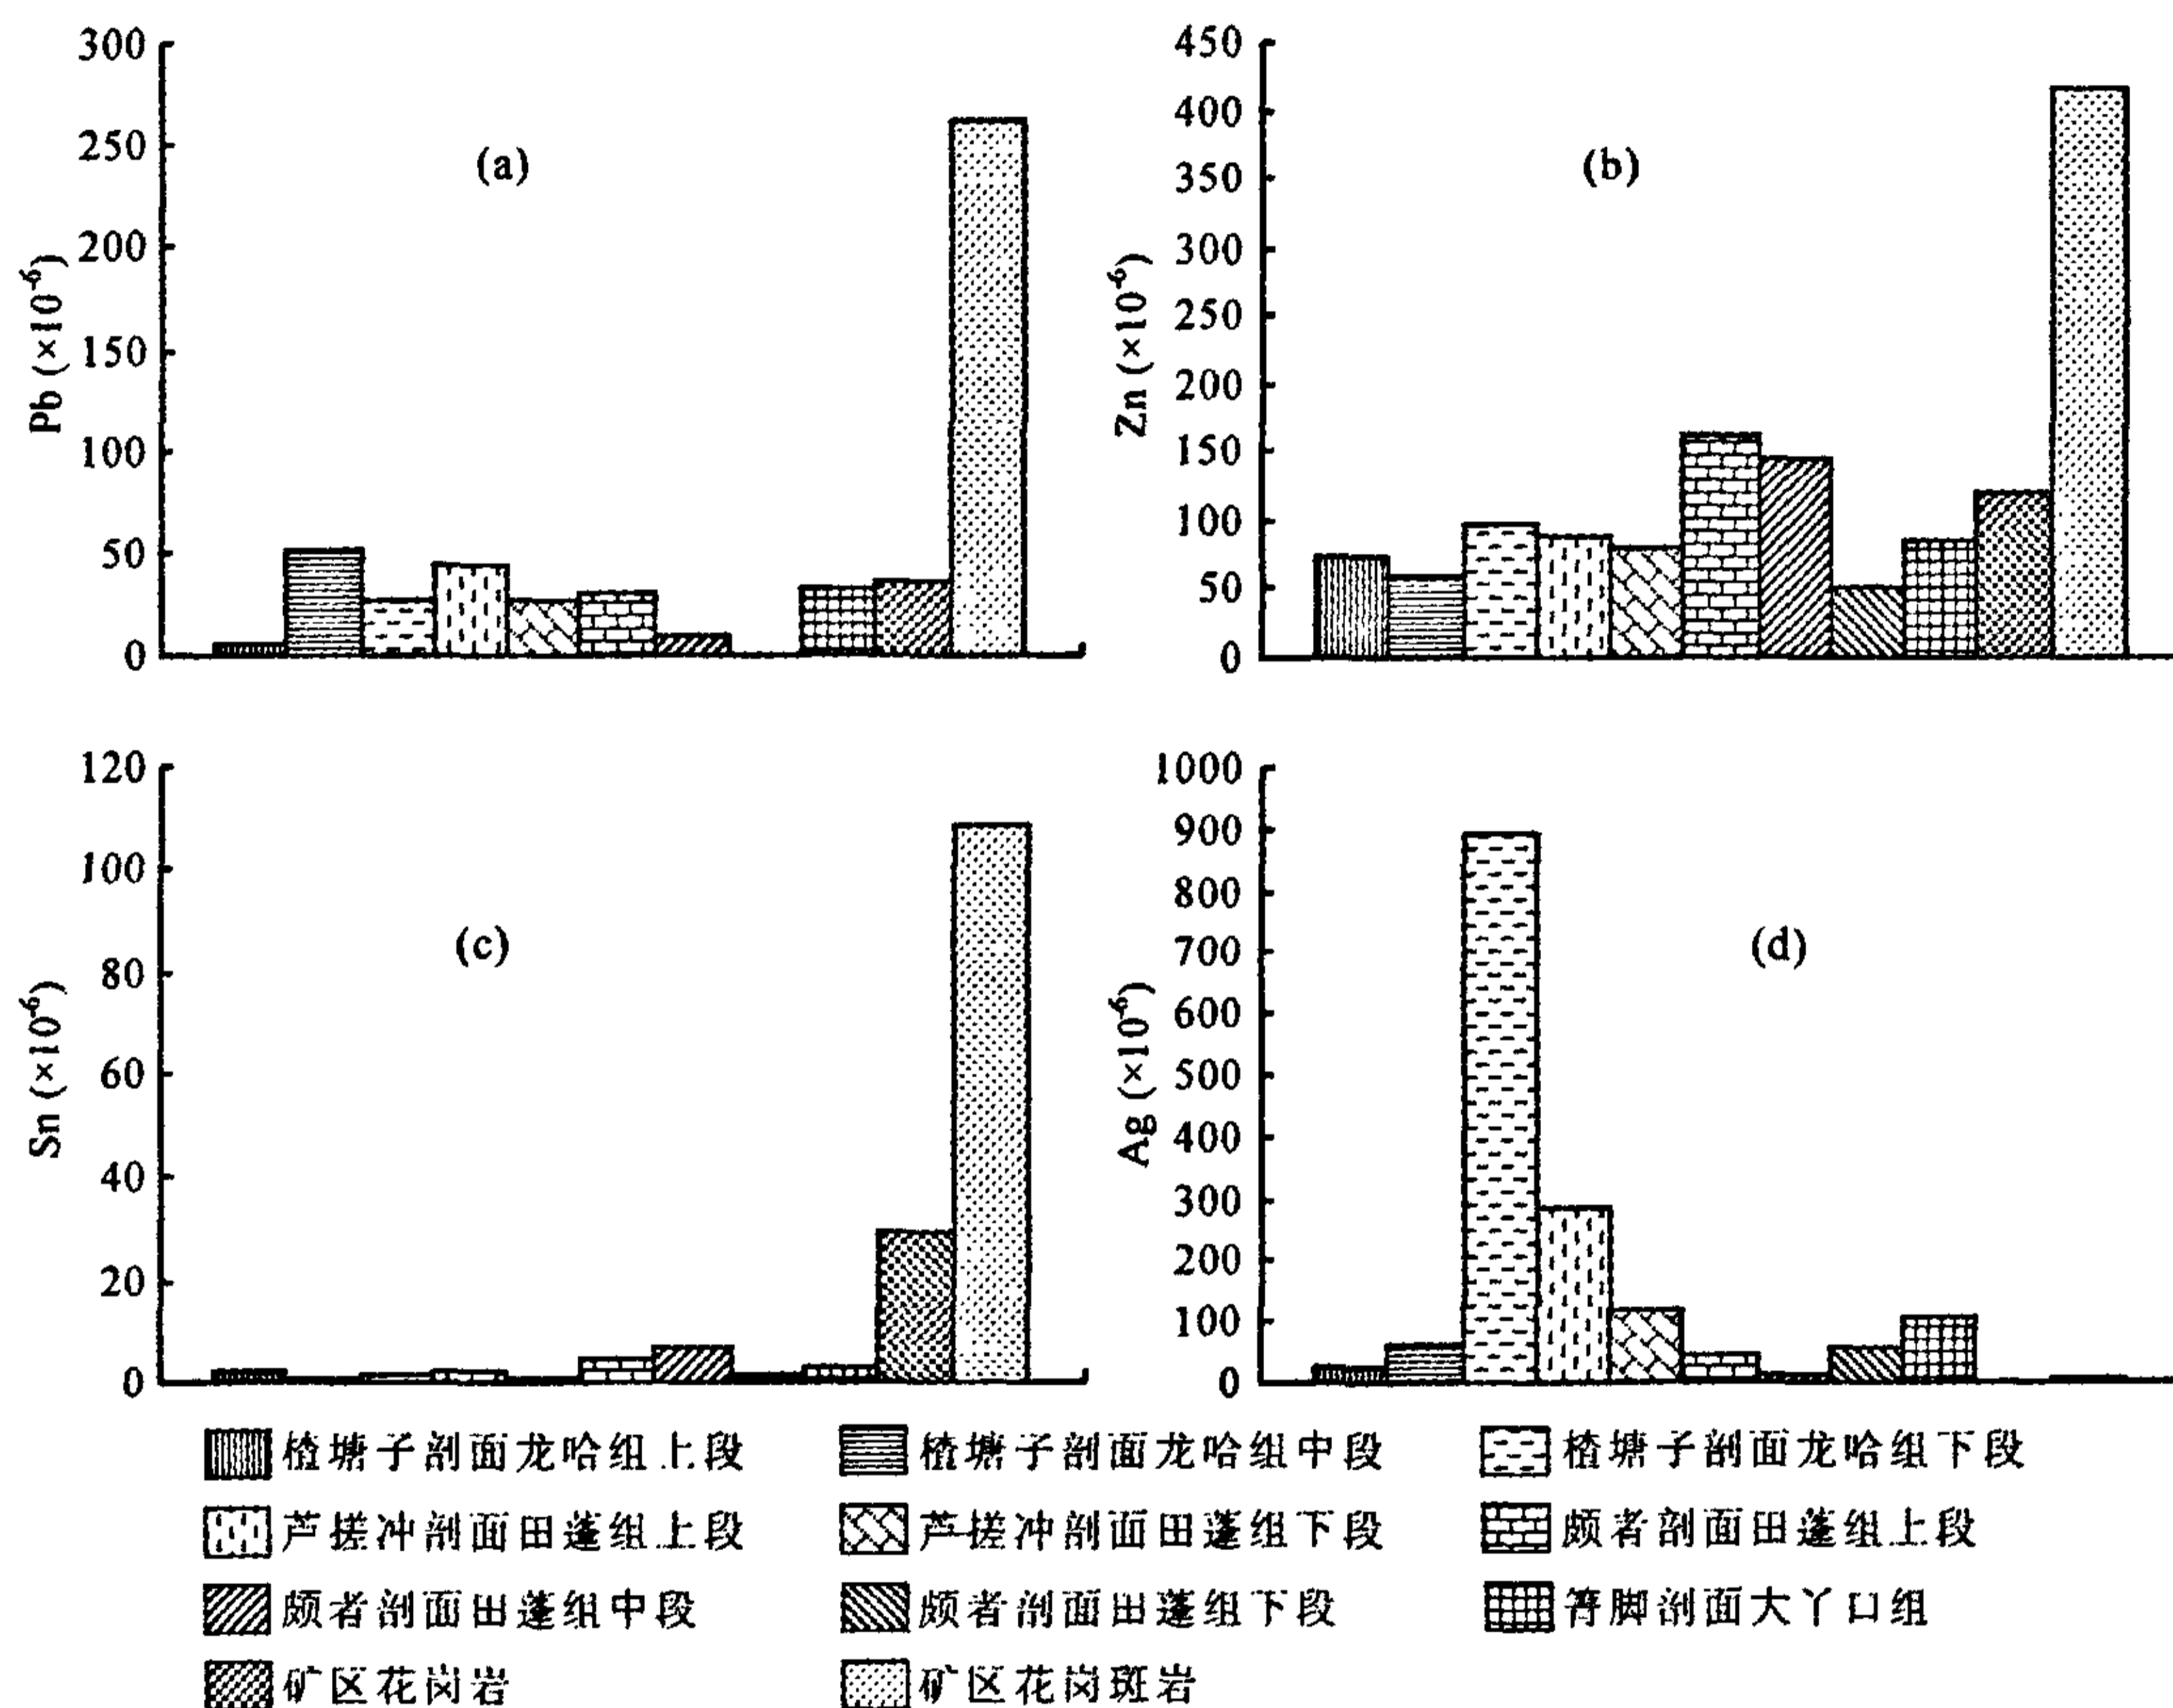 300
250
200
150
100
50
0
Pb (×10⁻⁶)
(a)
450
400
350
300
250
200
150
100
50
0
Zn (×10⁻⁶)
(b)
120
100
80
60
40
20
0
Sn (×10⁻⁶)
(c)
1000
900
800
700
600
500
400
300
200
100
0
Ag (×10⁻⁶)
(d)
楂塘子剖面龙哈组上段 楂塘子剖面龙哈组中段 楂塘子剖面龙哈组下段
芦搓冲剖面田蓬组上段 芦搓冲剖面田蓬组下段 颇者剖面田蓬组上段
颇者剖面田蓬组中段 颇者剖面田蓬组下段 箐脚剖面大丫口组
矿区花岗岩 矿区花岗斑岩